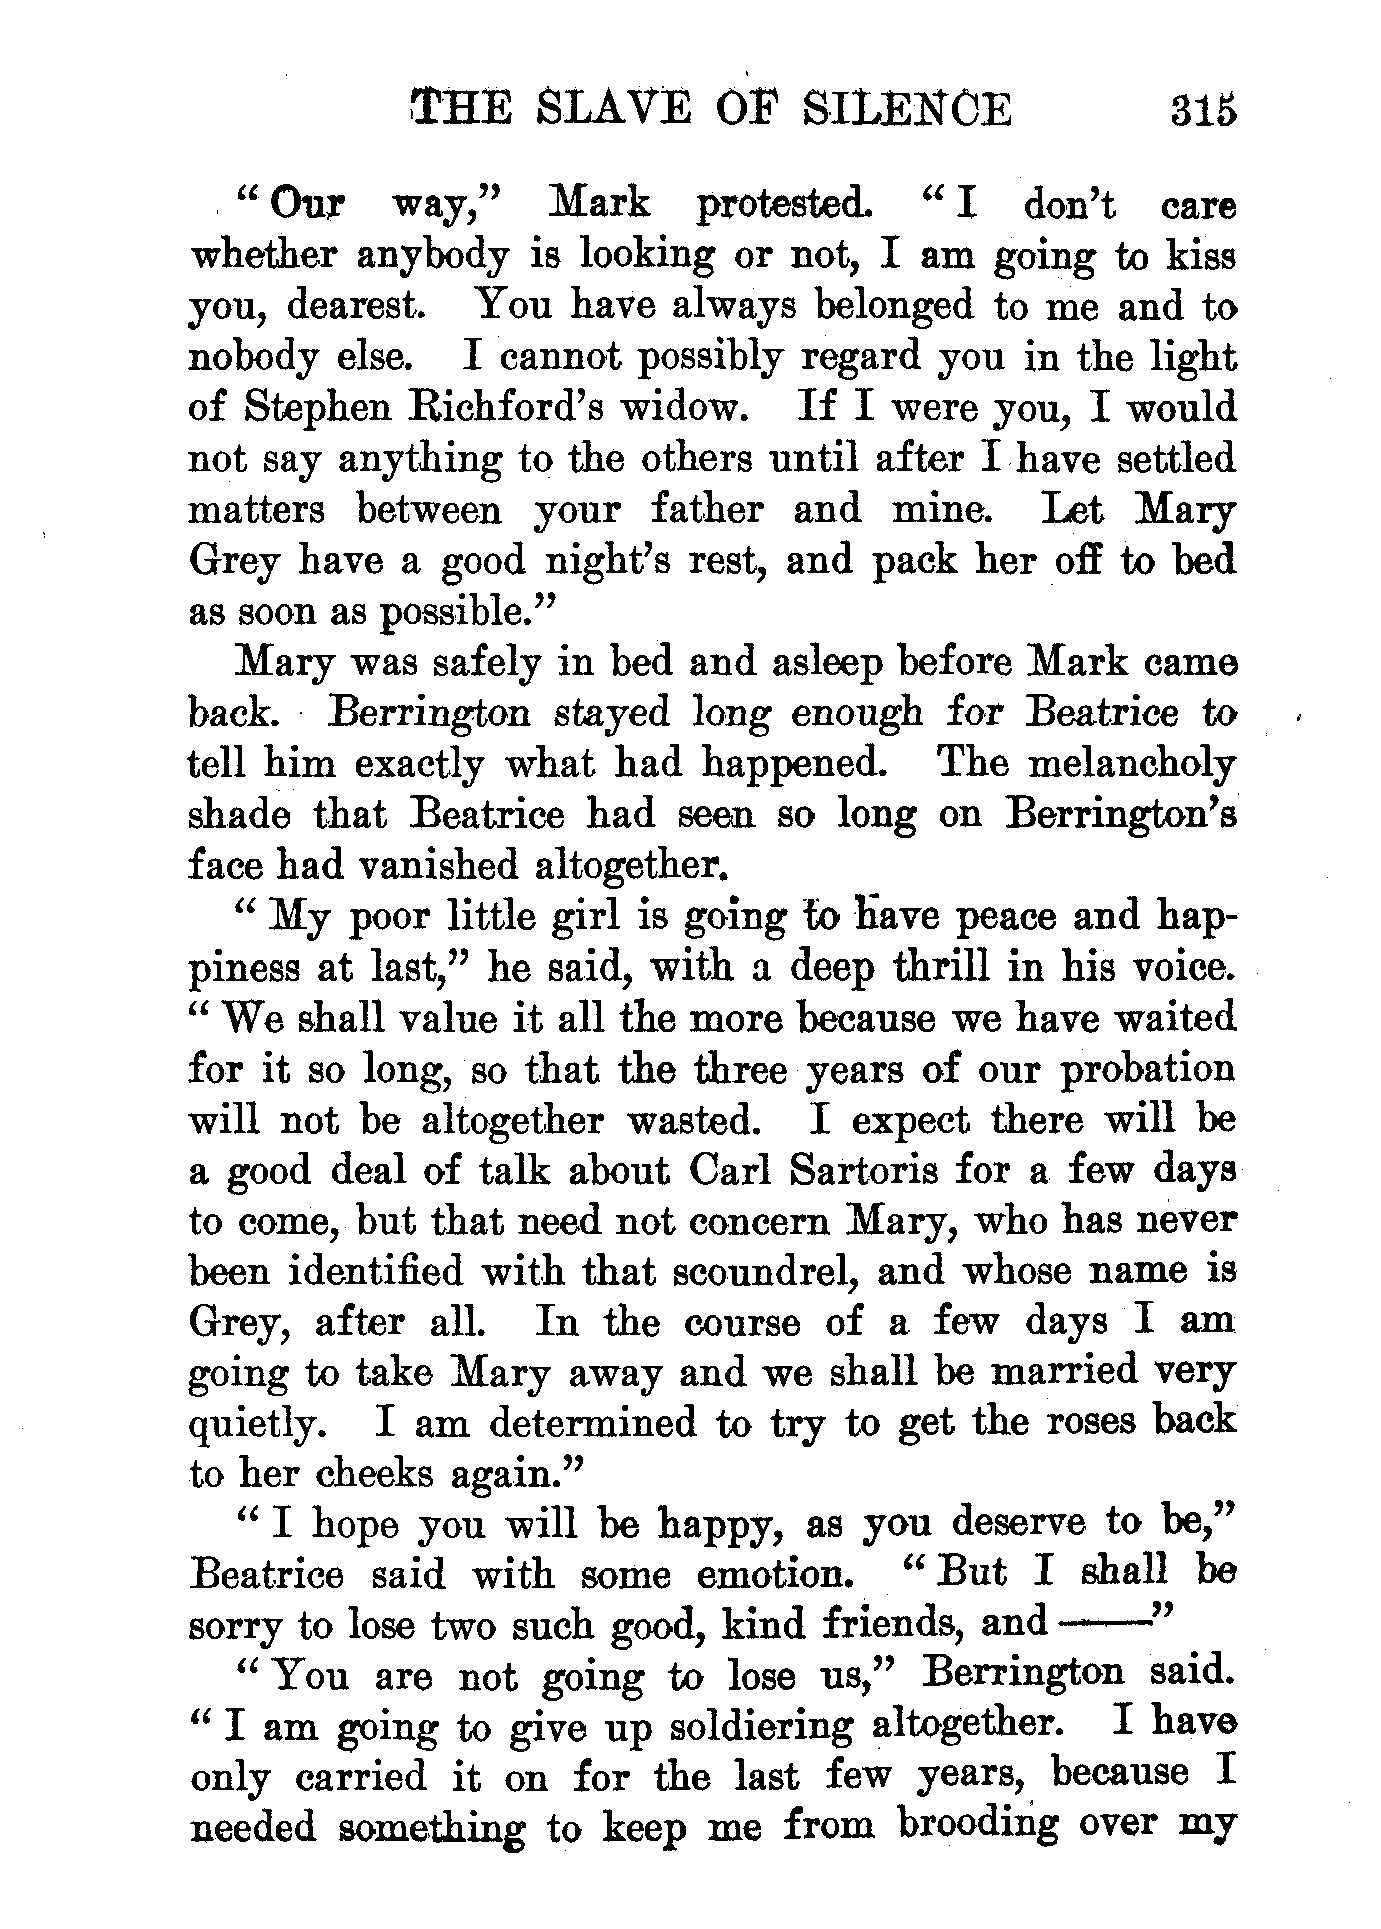 THE SLAVE OF SILENCE 315
“Our way,” Mark protested. “I don’t care
whether anybody is looking or not, I am going to kiss
you, dearest. You have always belonged to me and to
nobody else. I cannot possibly regard you in the light
of Stephen Richford’s widow. If I were you, I would
not say anything to the others until after I have settled
matters between your father and mine. Let Mary
Grey have a good night’s rest, and pack her off to bed
as soon as possible.”
Mary was safely in bed and asleep before Mark came
back. Berrington stayed long enough for Beatrice to
tell him exactly what had happened. The melancholy
shade that Beatrice had seen so long on Berrington’s
face had vanished altogether.
“My poor little girl is going to have peace and hap-
piness at last,” he said, with a deep thrill in his voice.
“We shall value it all the more because we have waited
for it so long, so that the three years of our probation
will not be altogether wasted. I expect there will be
a good deal of talk about Carl Sartoris for a few days
to come, but that need not concern Mary, who has never
been identified with that scoundrel, and whose name is
Grey, after all. In the course of a few days I am
going to take Mary away and we shall be married very
quietly. I am determined to try to get the roses back
to her cheeks again.”
“I hope you will be happy, as you deserve to be,”
Beatrice said with some emotion. “But I shall be
sorry to lose two such good, kind friends, and——”
“You are not going to lose us,” Berrington said.
“I am going to give up soldiering altogether. I have
only carried it on for the last few years, because I
needed something to keep me from brooding over my